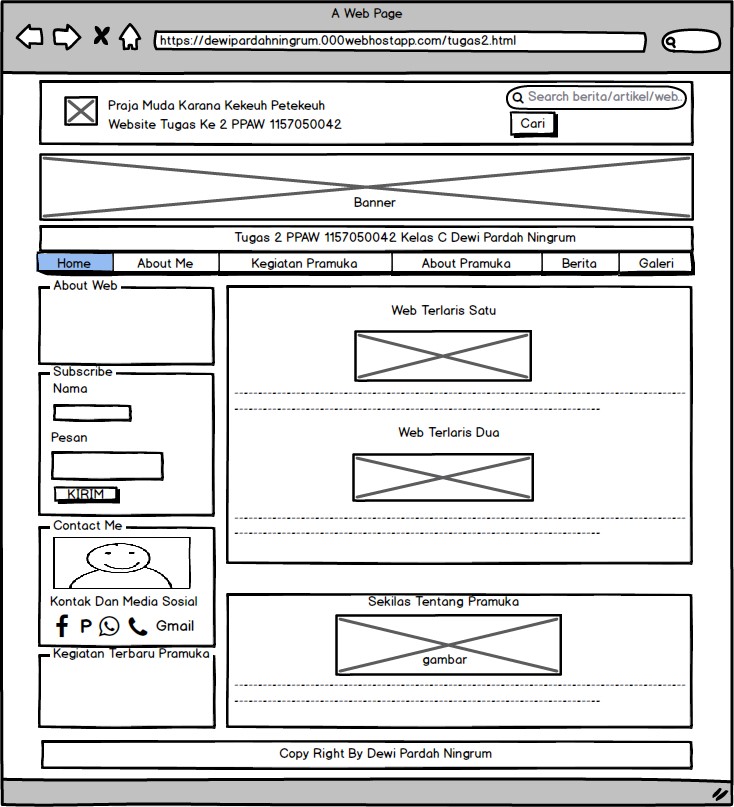 A Web Page
https://dewipardahningrum.000webhostapp.com/tugas2.html
Praja Muda Karana Kekeuh Petekeuh
Website Tugas Ke 2 PPAW 1157050042
Search berita/artikel/web..
Cari
Banner
Tugas 2 PPAW 1157050042 Kelas C Dewi Pardah Ningrum
Home About Me Kegiatan Pramuka About Pramuka Berita Galeri
About Web
Subscribe
Nama
Pesan
KIRIM
Contact Me
Kontak Dan Media Sosial
f P Gmail
Kegiatan Terbaru Pramuka
Web Terlaris Satu
Web Terlaris Dua
Sekilas Tentang Pramuka
gambar
Copy Right By Dewi Pardah Ningrum